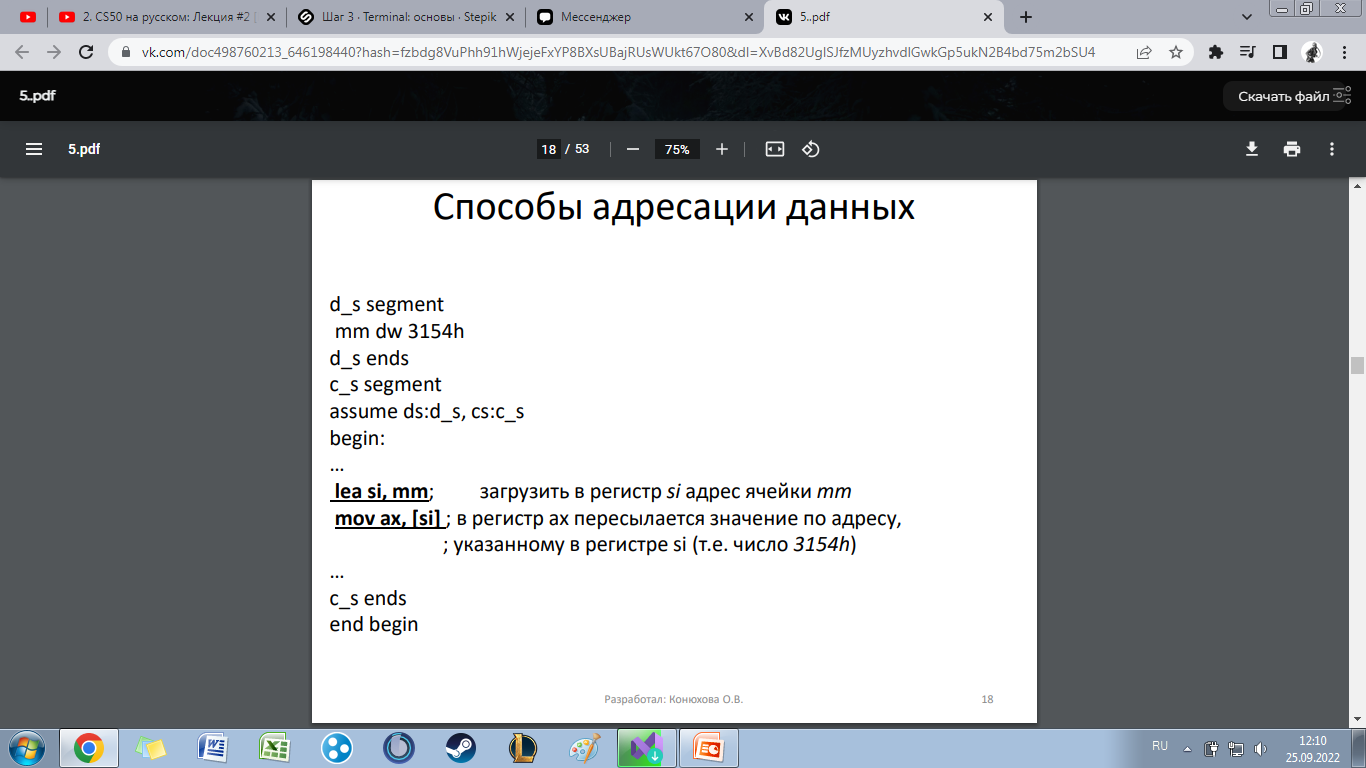 2. CS50 на русском: Лекция #2
Шаг 3 · Terminal: основы · Stepik
Мессенджер
5..pdf
vk.com/doc498760213_646198440?hash=fzbdg8VuPhh91hWjejeFxYP8BXsUBajRUsWUkt67O80&dl=XvBd82UgISJfzMUyzhvdlGwkGp5ukN2B4bd75m2bSU4
5..pdf
Скачать файл
5.pdf
18 / 53
75%
Способы адресации данных
d_s segment
mm dw 3154h
d_s ends
c_s segment
assume ds:d_s, cs:c_s
begin:
...
lea si, mm; загрузить в регистр si адрес ячейки mm
mov ax, [si] ; в регистр ax пересылается значение по адресу,
; указанному в регистре si (т.е. число 3154h)
...
c_s ends
end begin
Разработал: Конюхова О.В.
18
RU
12:10
25.09.2022